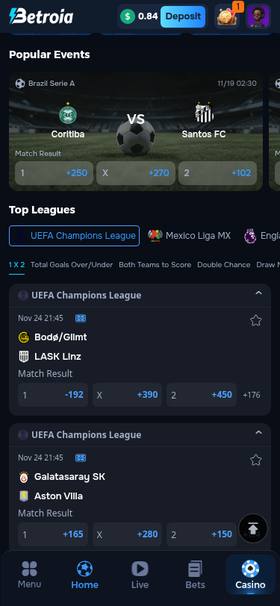 Betroia
$ 0.84 Deposit
1
Popular Events
Brazil Serie A 11/19 02:30
Coritiba VS Santos FC
Match Result
1 +250 X +270 2 +102
Top Leagues
UEFA Champions League Mexico Liga MX Engl
1 X 2 Total Goals Over/Under Both Teams to Score Double Chance Draw N
UEFA Champions League
Nov 24 21:45
Bodø/Glimt
LASK Linz
Match Result
1 -192 X +390 2 +450 +176
UEFA Champions League
Nov 24 21:45
Galatasaray SK
Aston Villa
Match Result
1 +165 X +280 2 +150
Menu Home Live Bets Casino